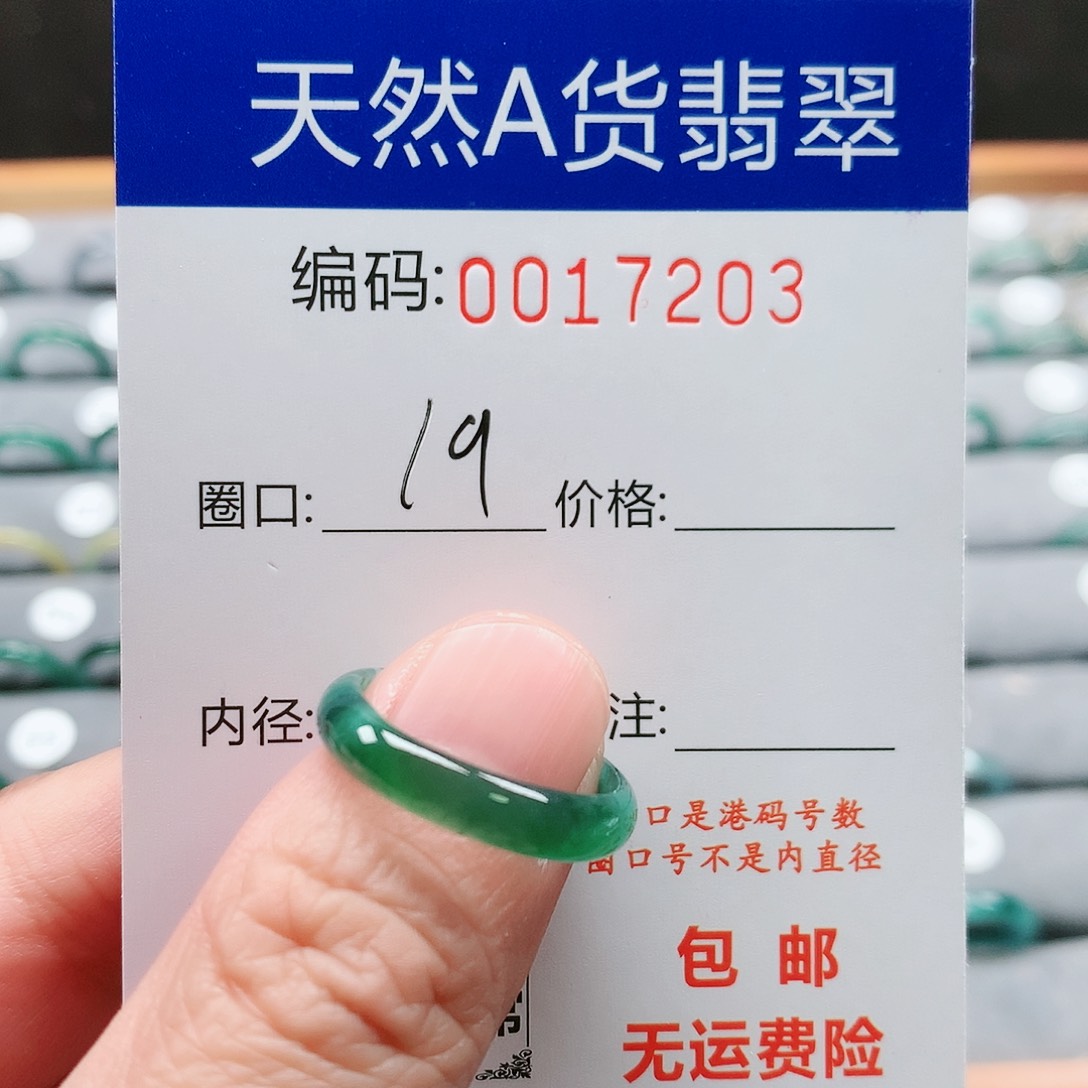 天然A货翡翠
编码:0017203
圈口: 19 价格:
内径: 注:
口是港码号数
圈口号不是内直径
包邮
无运费险